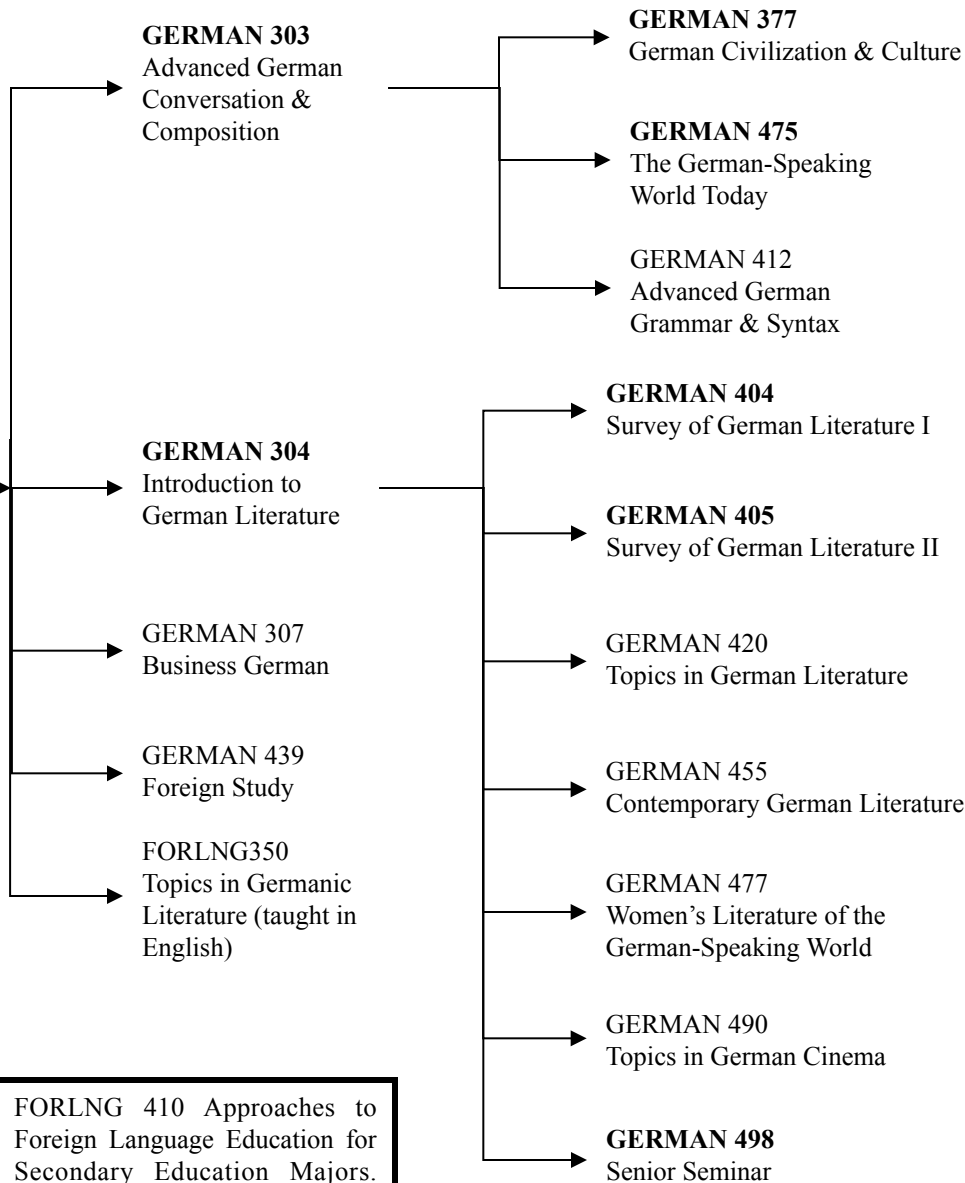 GERMAN 303
Advanced German
Conversation &
Composition
GERMAN 377
German Civilization & Culture
GERMAN 475
The German-Speaking
World Today
GERMAN 412
Advanced German
Grammar & Syntax
GERMAN 304
Introduction to
German Literature
GERMAN 404
Survey of German Literature I
GERMAN 405
Survey of German Literature II
GERMAN 307
Business German
GERMAN 420
Topics in German Literature
GERMAN 439
Foreign Study
GERMAN 455
Contemporary German Literature
FORLNG350
Topics in Germanic
Literature (taught in
English)
GERMAN 477
Women’s Literature of the
German-Speaking World
GERMAN 490
Topics in German Cinema
GERMAN 498
Senior Seminar
FORLNG 410 Approaches to
Foreign Language Education for
Secondary Education Majors.